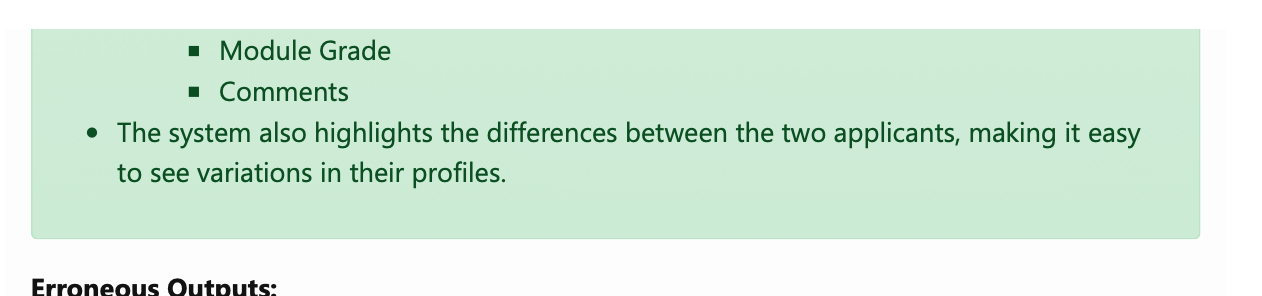 ▪ Module Grade
▪ Comments
• The system also highlights the differences between the two applicants, making it easy
to see variations in their profiles.
Erroneous Outputs: